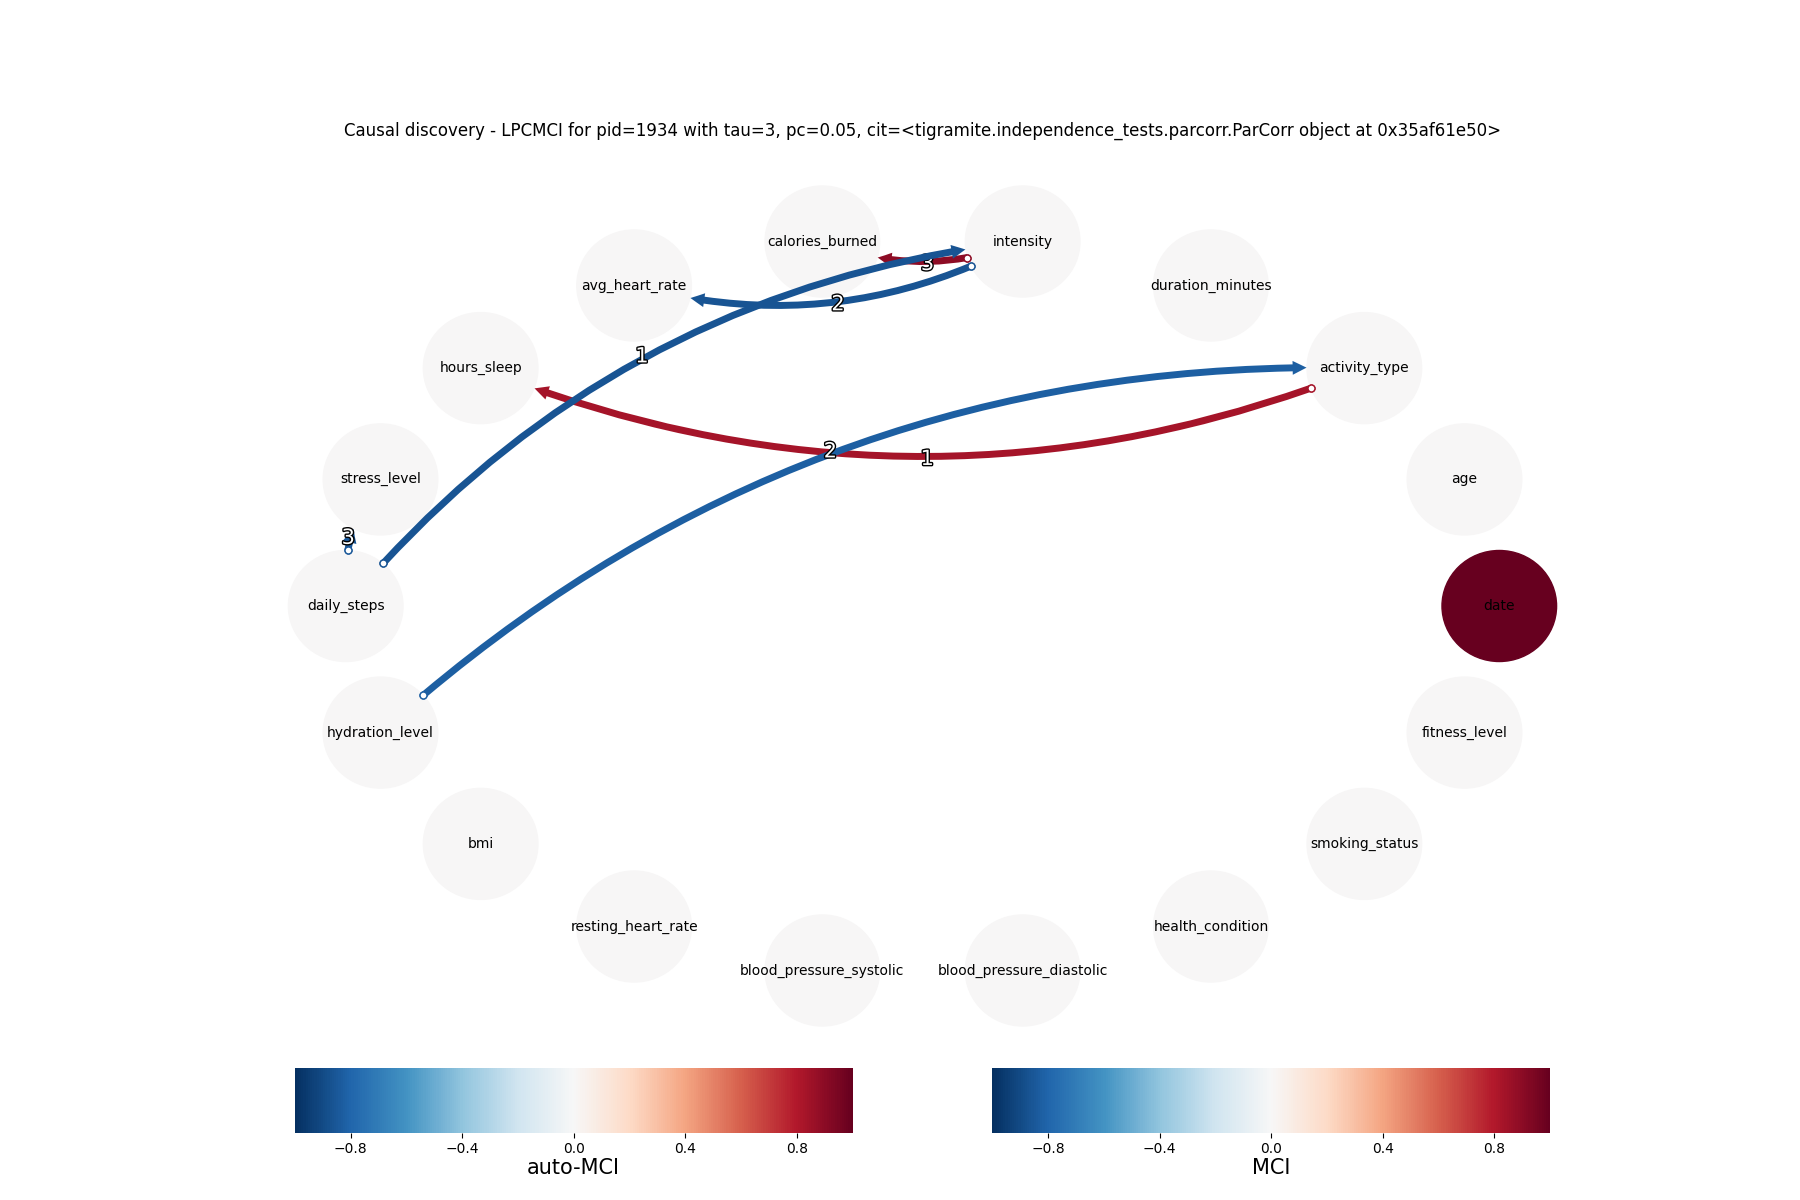 Causal discovery - LPCMCI for pid=1934 with tau=3, pc=0.05, cit=<tigramite.independence_tests.parcorr.ParCorr object at 0x35af61e50>
calories_burned
intensity
3
avg_heart_rate
duration_minutes
2
1
hours_sleep
activity_type
2
1
stress_level
age
3
daily_steps
date
hydration_level
fitness_level
bmi
smoking_status
resting_heart_rate
health_condition
blood_pressure_systolic
blood_pressure_diastolic
−0.8 −0.4 0.0 0.4 0.8
auto-MCI
−0.8 −0.4 0.0 0.4 0.8
MCI